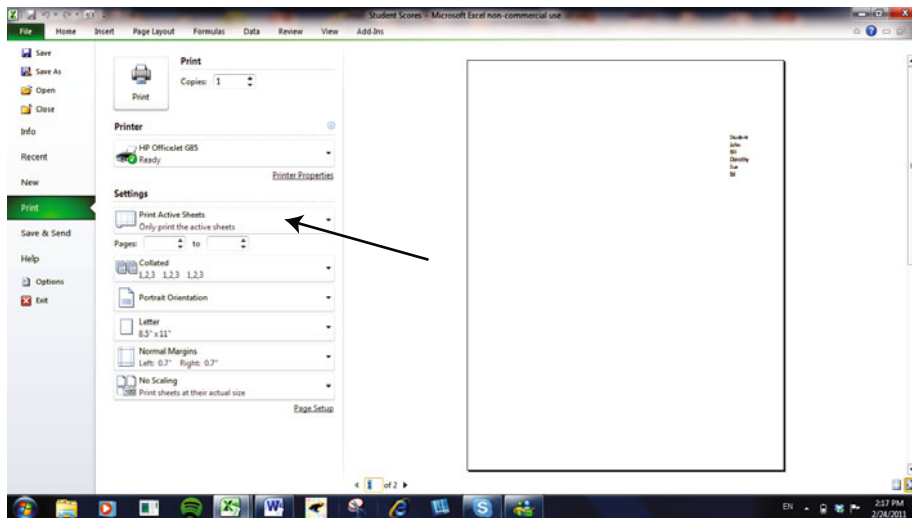 Student Scores - Microsoft Excel non-commercial use
File Home Insert Page Layout Formulas Data Review View Add-Ins
Save
Save As
Open
Close
Info
Recent
New
Print
Save & Send
Help
Options
Exit
Print
Copies: 1
Print
Printer
HP OfficeJet G85
Ready
Printer Properties
Settings
Print Active Sheets
Only print the active sheets
Pages: to
Collated
1,2,3 1,2,3 1,2,3
Portrait Orientation
Letter
8.5" x 11"
Normal Margins
Left: 0.7" Right: 0.7"
No Scaling
Print sheets at their actual size
Page Setup
Student
John
Bill
Dorothy
Sue
1 of 2
EN
2:17 PM
2/24/2011